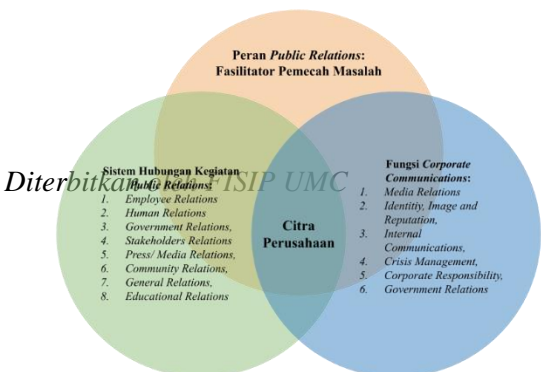 Peran Public Relations:
Fasilitator Pemecah Masalah
Sistem Hubungan Kegiatan
Public Relations:
1. Employee Relations
2. Human Relations
3. Government Relations,
4. Stakeholders Relations
5. Press/ Media Relations,
6. Community Relations,
7. General Relations,
8. Educational Relations
Diterbitkan oleh FISIP UMC
Citra
Perusahaan
Fungsi Corporate
Communications:
1. Media Relations
2. Identitiy, Image and
Reputation,
3. Internal
Communications,
4. Crisis Management,
5. Corporate Responsibility,
6. Government Relations